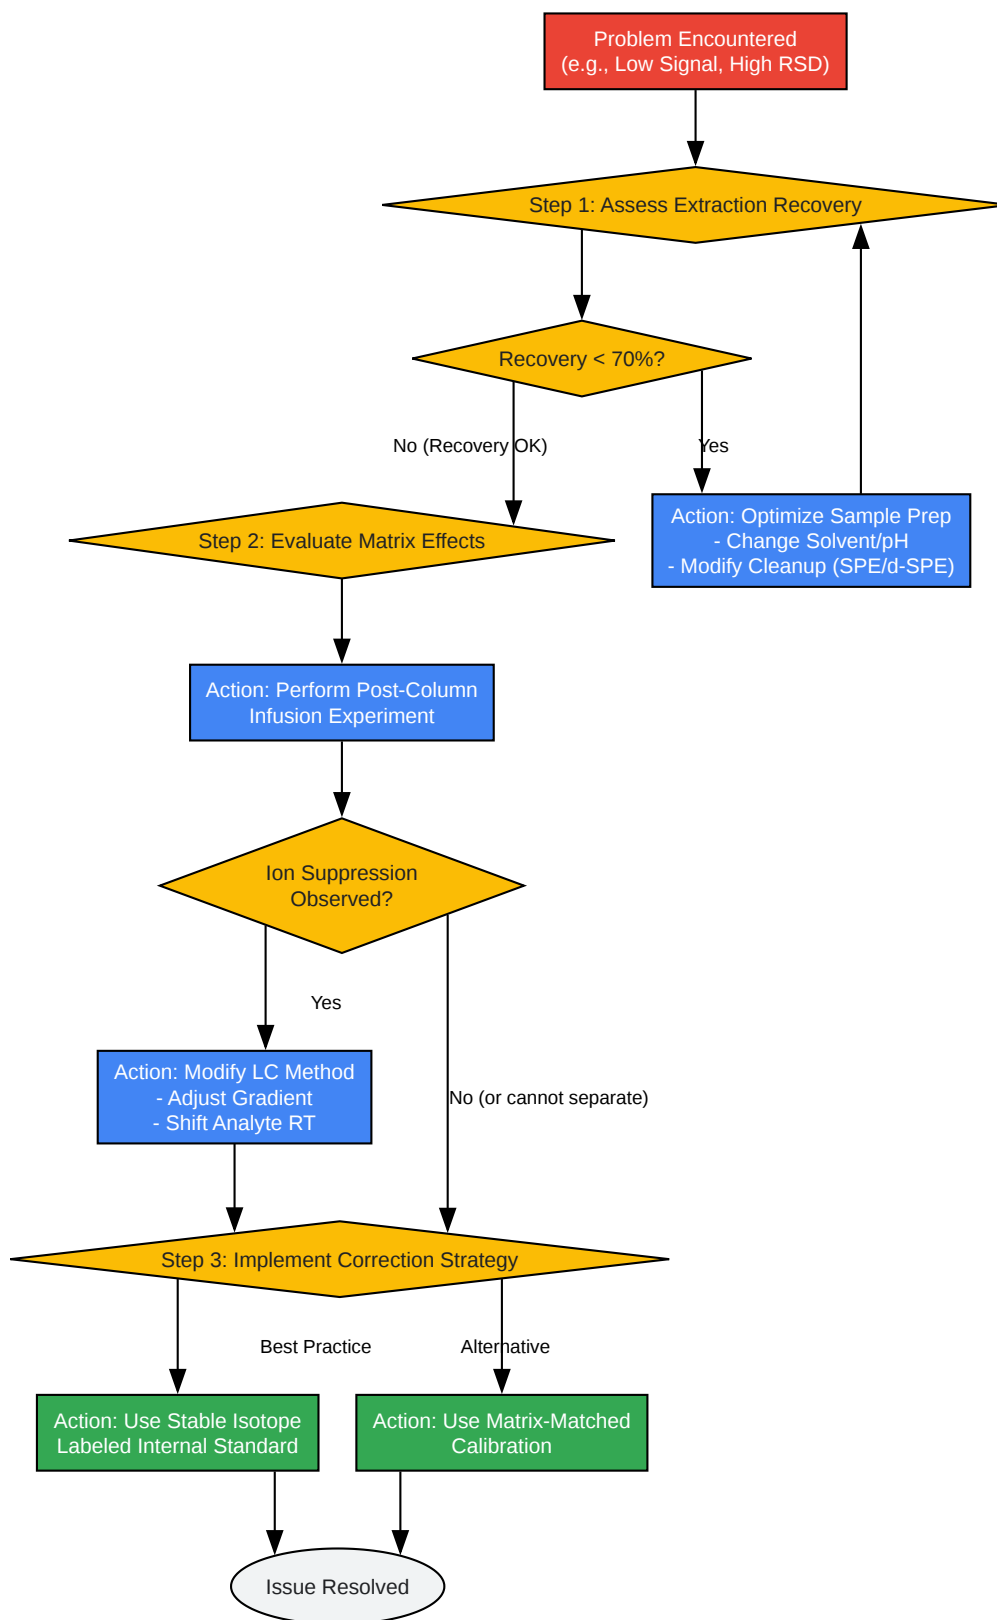 Problem Encountered
(e.g., Low Signal, High RSD)
Step 1: Assess Extraction Recovery
Recovery < 70%?
No (Recovery OK)
Yes
Action: Optimize Sample Prep
- Change Solvent/pH
- Modify Cleanup (SPE/d-SPE)
Step 2: Evaluate Matrix Effects
Action: Perform Post-Column
Infusion Experiment
Ion Suppression
Observed?
Yes
Action: Modify LC Method
- Adjust Gradient
- Shift Analyte RT
No (or cannot separate)
Step 3: Implement Correction Strategy
Best Practice
Alternative
Action: Use Stable Isotope
Labeled Internal Standard
Action: Use Matrix-Matched
Calibration
Issue Resolved